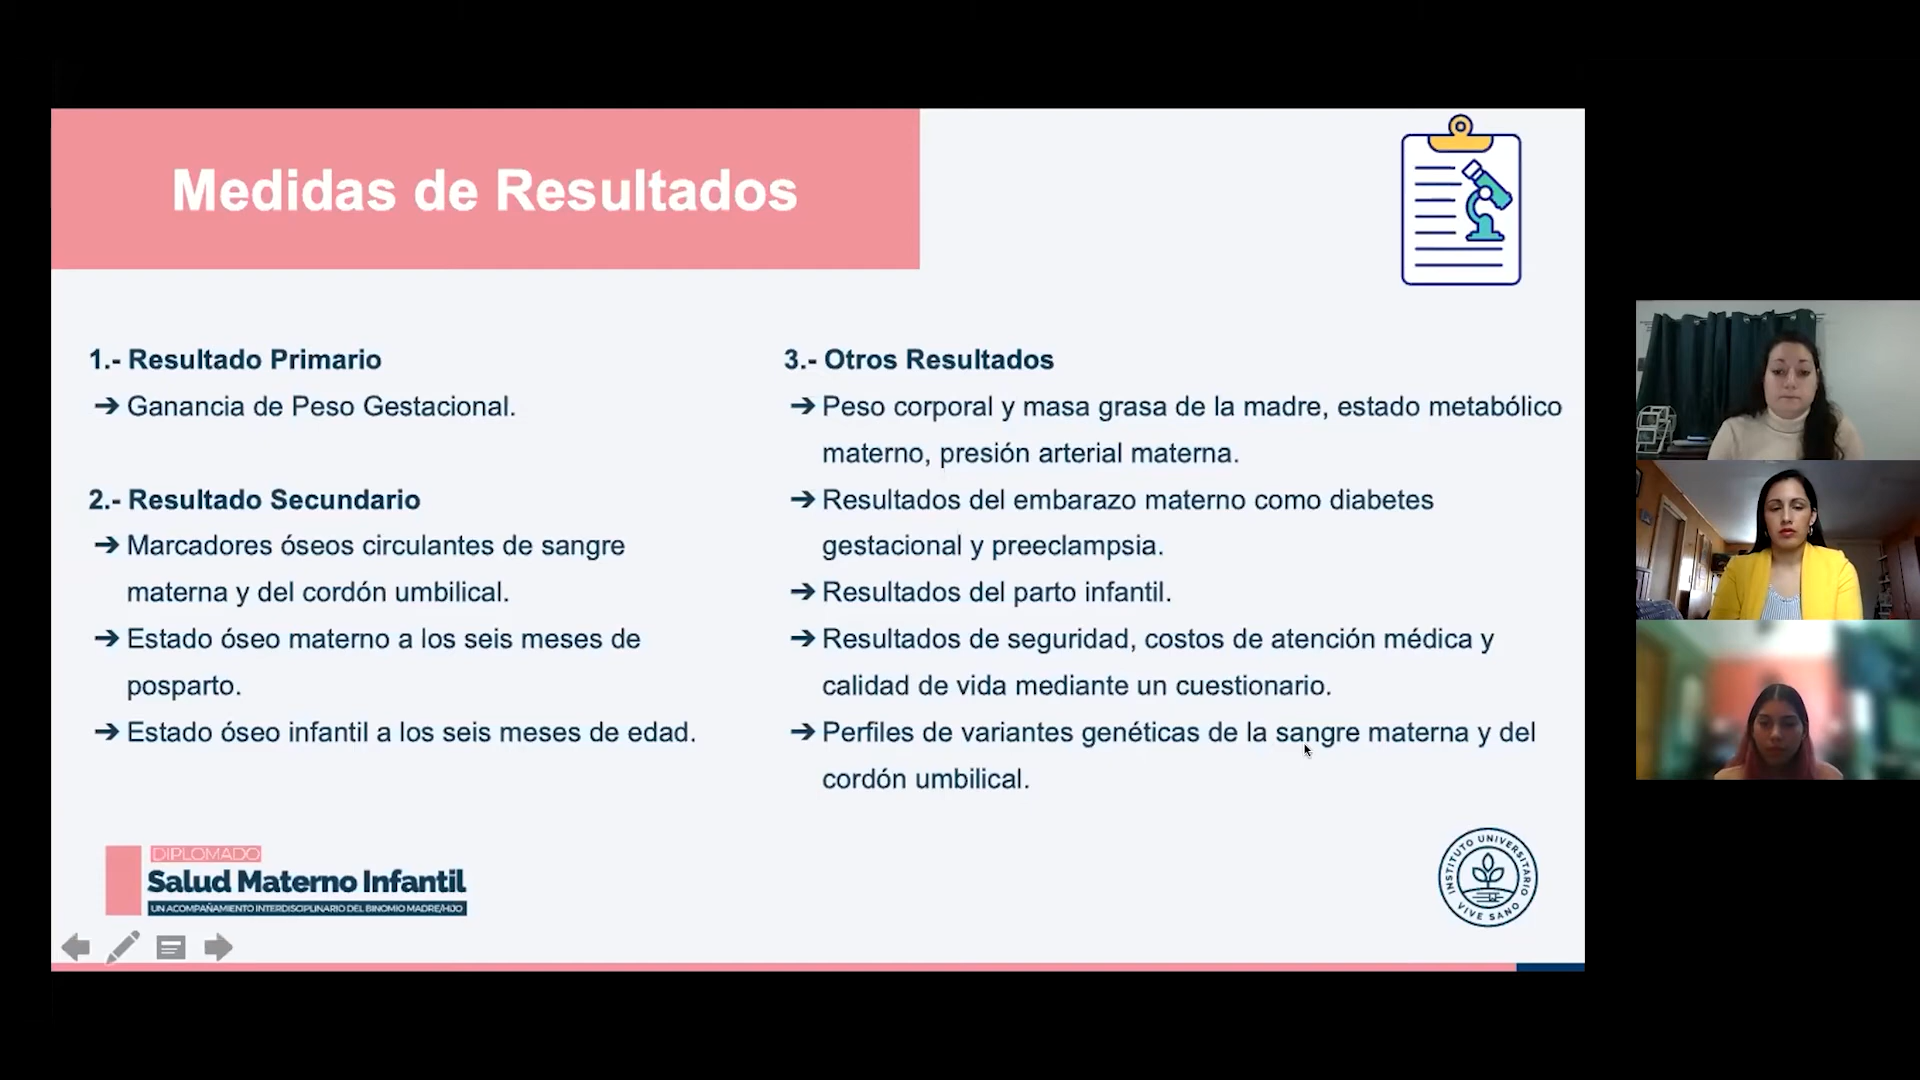 Medidas de Resultados
1.- Resultado Primario
➔ Ganancia de Peso Gestacional.
2.- Resultado Secundario
➔ Marcadores óseos circulantes de sangre
materna y del cordón umbilical.
➔ Estado óseo materno a los seis meses de
posparto.
➔ Estado óseo infantil a los seis meses de edad.
3.- Otros Resultados
➔ Peso corporal y masa grasa de la madre, estado metabólico
materno, presión arterial materna.
➔ Resultados del embarazo materno como diabetes
gestacional y preeclampsia.
➔ Resultados del parto infantil.
➔ Resultados de seguridad, costos de atención médica y
calidad de vida mediante un cuestionario.
➔ Perfiles de variantes genéticas de la sangre materna y del
cordón umbilical.
DIPLOMADO
Salud Materno Infantil
UN ACOMPAÑAMIENTO INTERDISCIPLINARIO DEL BINOMIO MADRE/HIJO
INSTITUTO UNIVERSITARIO
VIVE SANO